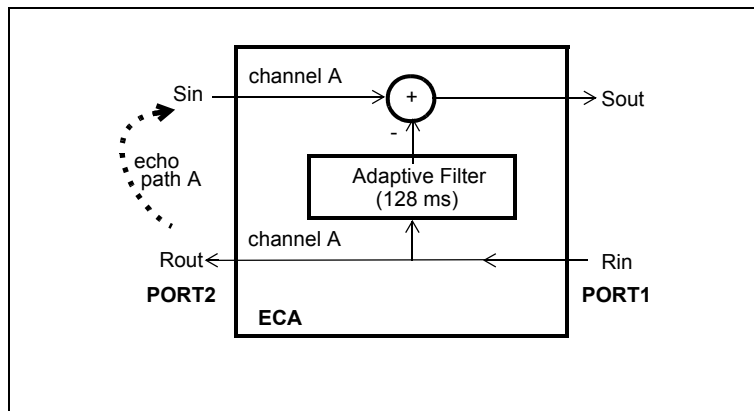 channel A
Sin
+
Sout
-
echo
path A
Adaptive Filter
(128 ms)
channel A
Rout
Rin
PORT2
PORT1
ECA